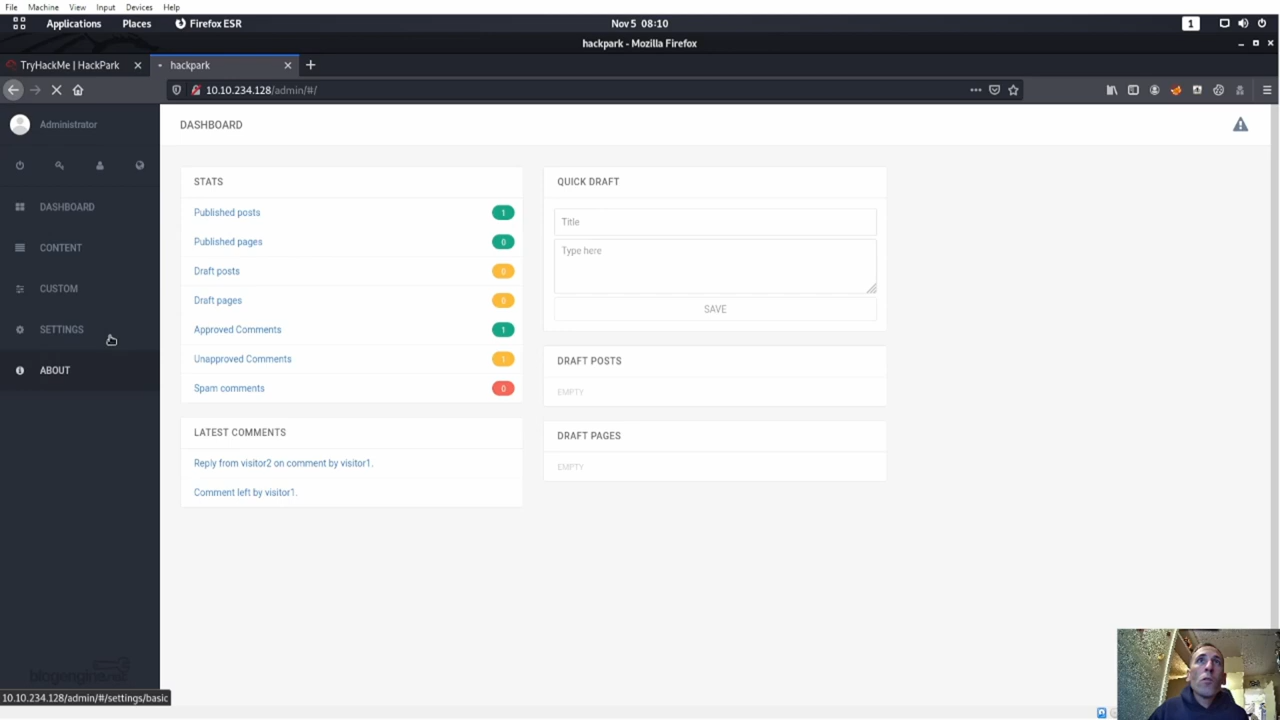 File Machine View Input Devices Help
Applications Places Firefox ESR Nov 5 08:10 1
hackpark - Mozilla Firefox
TryHackMe | HackPark hackpark
10.10.234.128/admin/#/
Administrator
DASHBOARD
CONTENT
CUSTOM
SETTINGS
ABOUT
DASHBOARD
STATS
Published posts 1
Published pages 0
Draft posts 0
Draft pages 0
Approved Comments 1
Unapproved Comments 1
Spam comments 0
LATEST COMMENTS
Reply from visitor2 on comment by visitor1.
Comment left by visitor1.
QUICK DRAFT
Title
Type here
SAVE
DRAFT POSTS
EMPTY
DRAFT PAGES
EMPTY
10.10.234.128/admin/#/settings/basic